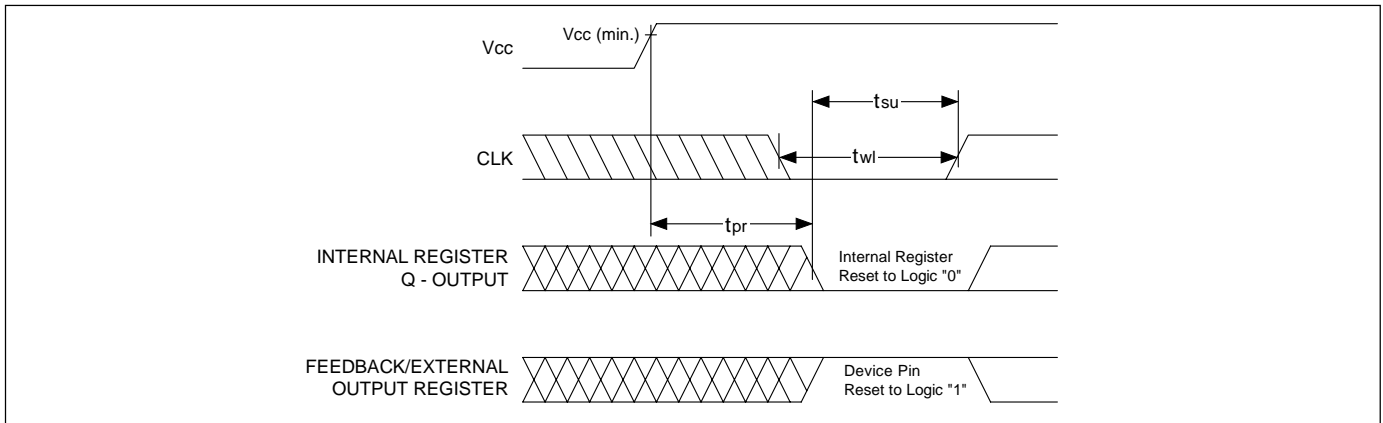 Vcc
Vcc (min.)
tsu
CLK
twl
tpr
INTERNAL REGISTER
Q - OUTPUT
Internal Register
Reset to Logic "0"
FEEDBACK/EXTERNAL
OUTPUT REGISTER
Device Pin
Reset to Logic "1"